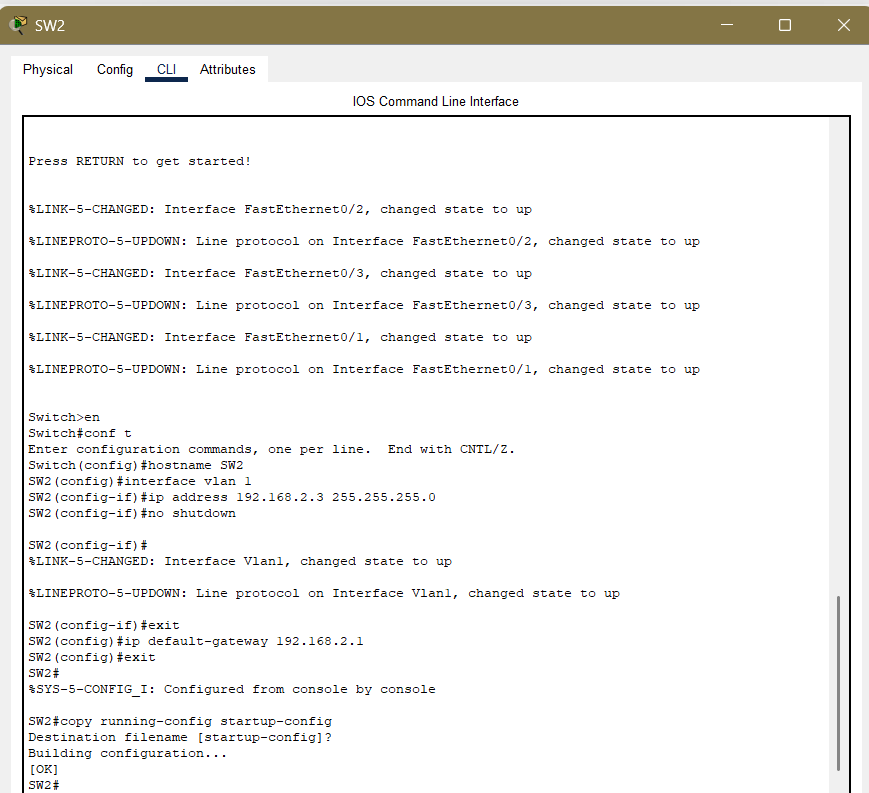 SW2
Physical Config CLI Attributes
IOS Command Line Interface
Press RETURN to get started!
%LINK-5-CHANGED: Interface FastEthernet0/2, changed state to up
%LINEPROTO-5-UPDOWN: Line protocol on Interface FastEthernet0/2, changed state to up
%LINK-5-CHANGED: Interface FastEthernet0/3, changed state to up
%LINEPROTO-5-UPDOWN: Line protocol on Interface FastEthernet0/3, changed state to up
%LINK-5-CHANGED: Interface FastEthernet0/1, changed state to up
%LINEPROTO-5-UPDOWN: Line protocol on Interface FastEthernet0/1, changed state to up
Switch>en
Switch#conf t
Enter configuration commands, one per line.  End with CNTL/Z.
Switch(config)#hostname SW2
SW2(config)#interface vlan 1
SW2(config-if)#ip address 192.168.2.3 255.255.255.0
SW2(config-if)#no shutdown
SW2(config-if)#
%LINK-5-CHANGED: Interface Vlan1, changed state to up
%LINEPROTO-5-UPDOWN: Line protocol on Interface Vlan1, changed state to up
SW2(config-if)#exit
SW2(config)#ip default-gateway 192.168.2.1
SW2(config)#exit
SW2#
%SYS-5-CONFIG_I: Configured from console by console
SW2#copy running-config startup-config
Destination filename [startup-config]?
Building configuration...
[OK]
SW2#